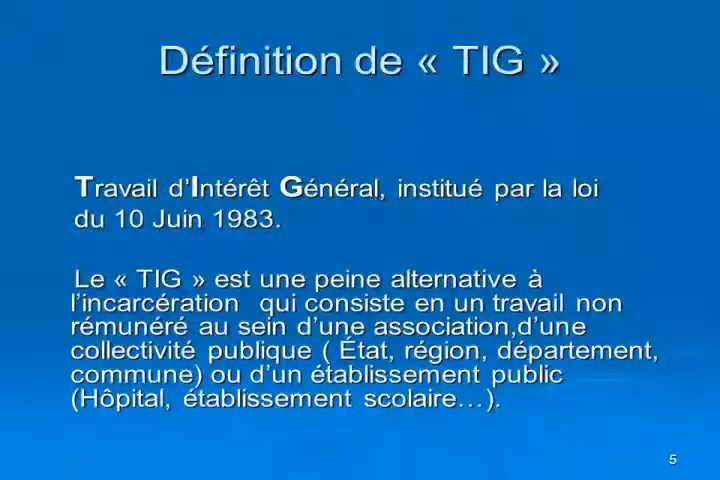 Définition de « TIG »
Travail d’Intérêt Général, institué par la loi
du 10 Juin 1983.
Le « TIG » est une peine alternative à
l’incarcération qui consiste en un travail non
rémunéré au sein d’une association,d’une
collectivité publique ( État, région, département,
commune) ou d’un établissement public
(Hôpital, établissement scolaire…).
5